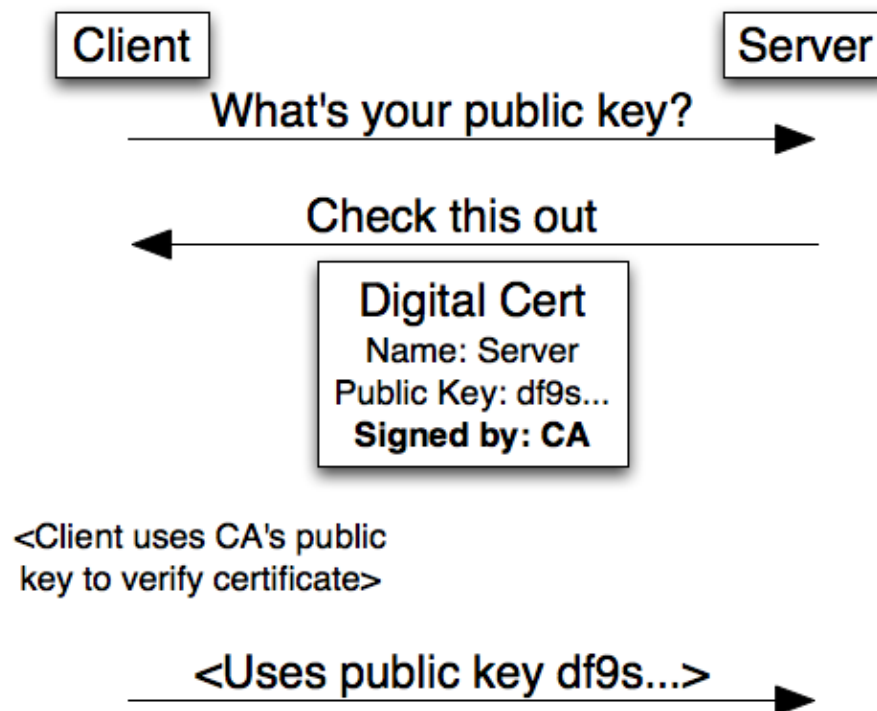 Client
Server
What's your public key?
Check this out
Digital Cert
Name: Server
Public Key: df9s...
Signed by: CA
<Client uses CA's public
key to verify certificate>
<Uses public key df9s...>